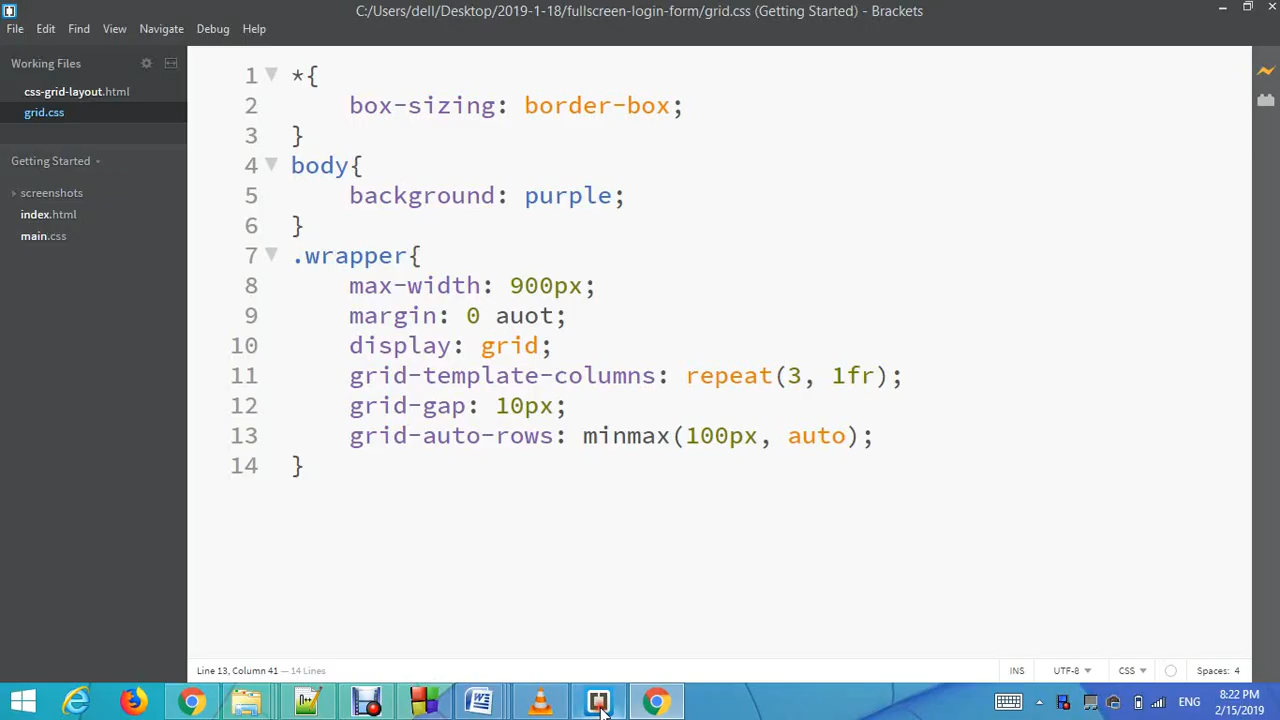 C:/Users/dell/Desktop/2019-1-18/fullscreen-login-form/grid.css (Getting Started) - Brackets
File Edit Find View Navigate Debug Help
Working Files
css-grid-layout.html
grid.css
Getting Started
screenshots
index.html
main.css
1 *{
2 box-sizing: border-box;
3 }
4 body{
5 background: purple;
6 }
7 .wrapper{
8 max-width: 900px;
9 margin: 0 auot;
10 display: grid;
11 grid-template-columns: repeat(3, 1fr);
12 grid-gap: 10px;
13 grid-auto-rows: minmax(100px, auto);
14 }
Line 13, Column 41 — 14 Lines
INS UTF-8 CSS Spaces: 4
ENG
8:22 PM
2/15/2019